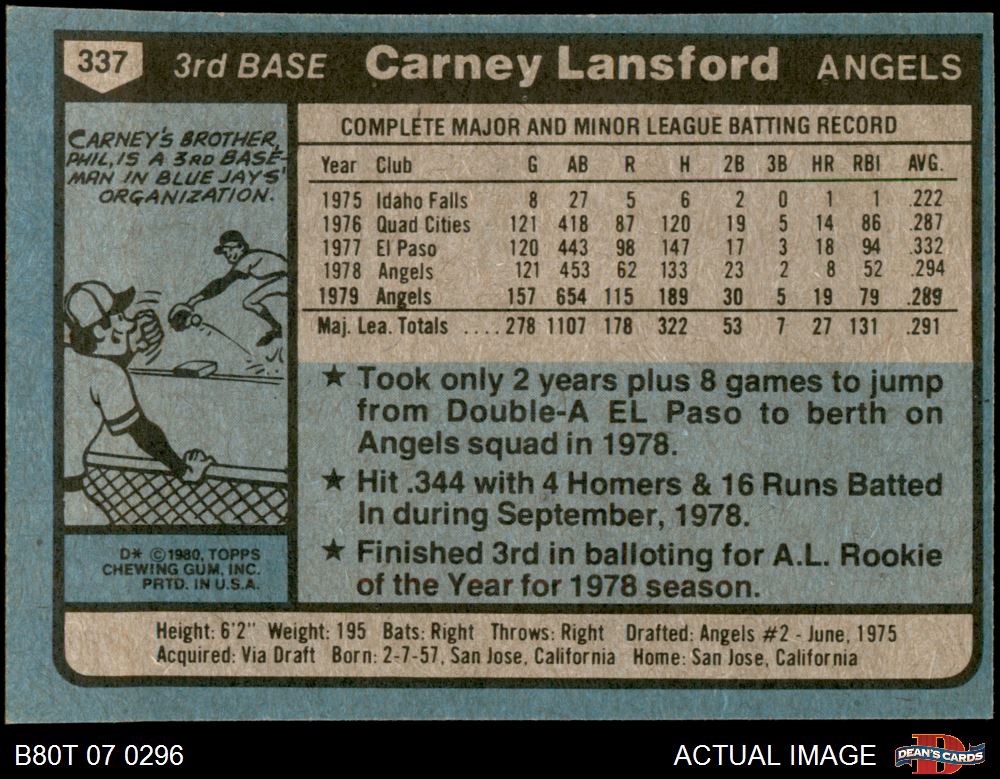 337 3rd BASE Carney Lansford ANGELS
CARNEY'S BROTHER,
PHIL, IS A 3RD BASE-
MAN IN BLUE JAYS'
ORGANIZATION.
COMPLETE MAJOR AND MINOR LEAGUE BATTING RECORD
Year Club G AB R H 2B 3B HR RBI AVG.
1975 Idaho Falls 8 27 5 6 2 0 1 1 .222
1976 Quad Cities 121 418 87 120 19 5 14 86 .287
1977 El Paso 120 443 98 147 17 3 18 94 .332
1978 Angels 121 453 62 133 23 2 8 52 .294
1979 Angels 157 654 115 189 30 5 19 79 .289
Maj. Lea. Totals .... 278 1107 178 322 53 7 27 131 .291
★ Took only 2 years plus 8 games to jump
from Double-A EL Paso to berth on
Angels squad in 1978.
★ Hit .344 with 4 Homers & 16 Runs Batted
In during September, 1978.
★ Finished 3rd in balloting for A.L. Rookie
of the Year for 1978 season.
D* ©1980, TOPPS
CHEWING GUM, INC.
PRTD. IN U.S.A.
Height: 6'2" Weight: 195 Bats: Right Throws: Right Drafted: Angels #2 - June, 1975
Acquired: Via Draft Born: 2-7-57, San Jose, California Home: San Jose, California
B80T 07 0296 ACTUAL IMAGE DEAN'S CARDS